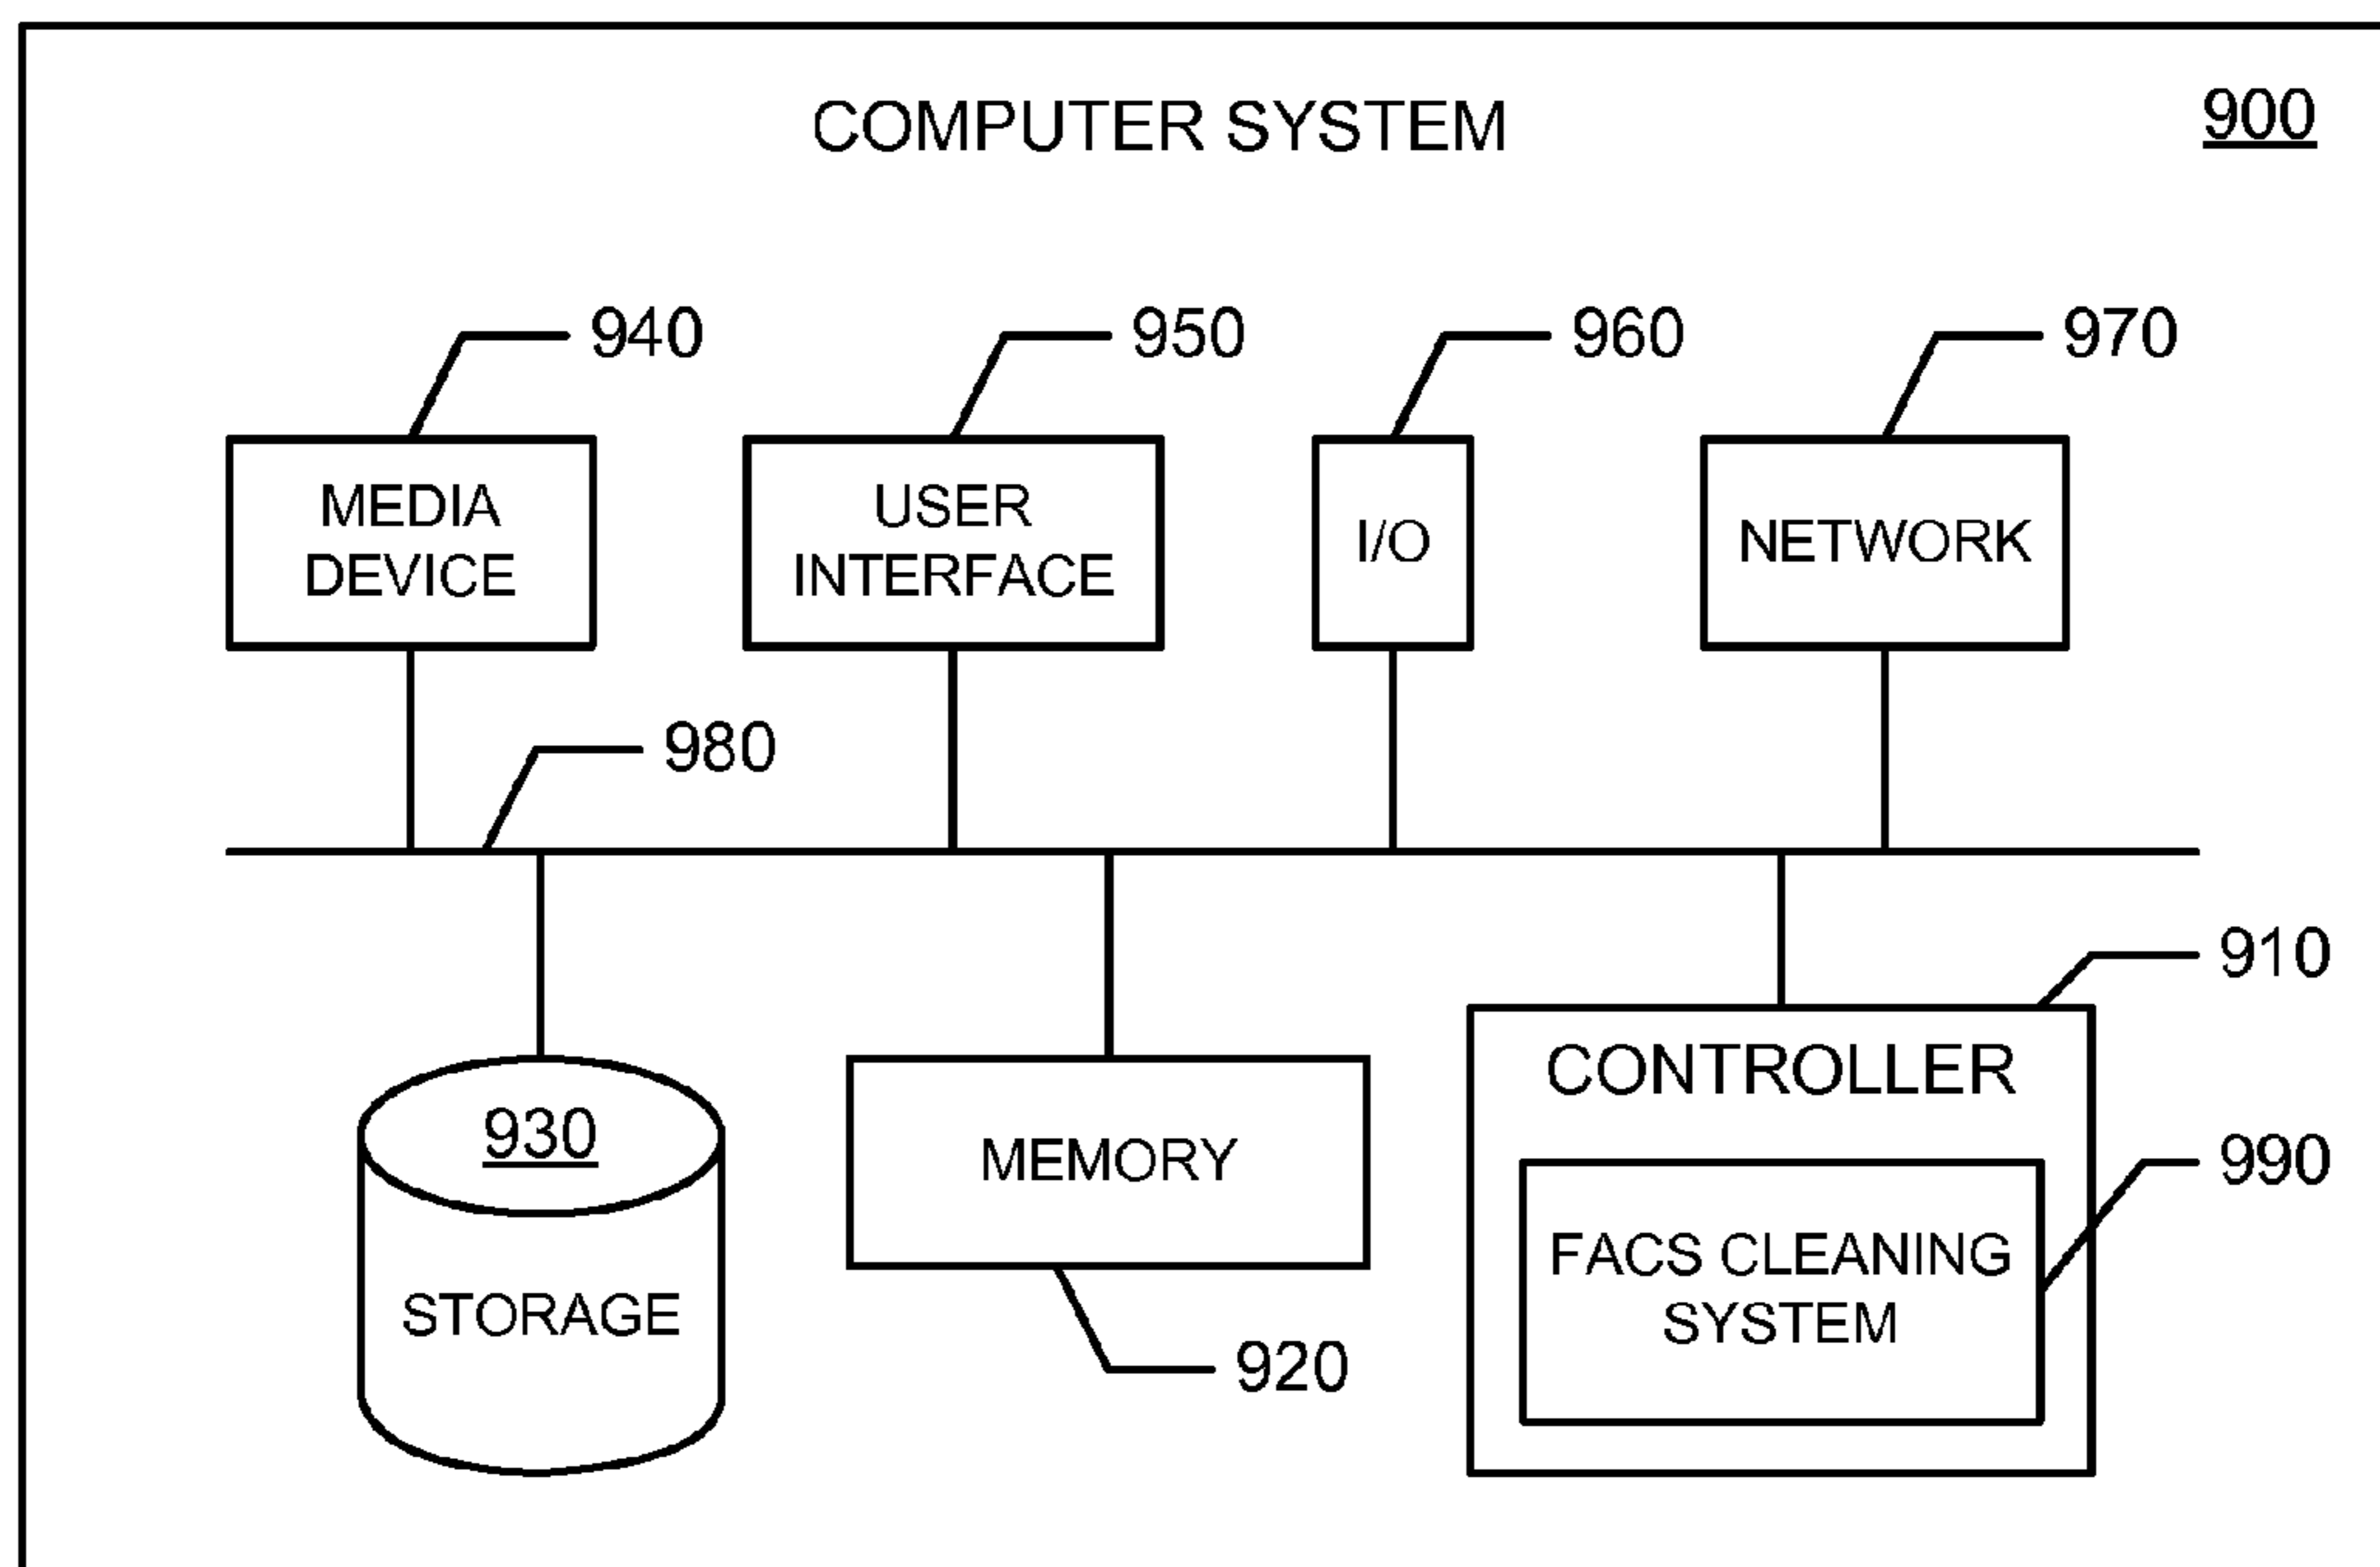 COMPUTER SYSTEM
900
940
950
960
970
MEDIA
DEVICE
USER
INTERFACE
I/O
NETWORK
980
910
930
STORAGE
MEMORY
920
CONTROLLER
990
FACS CLEANING
SYSTEM